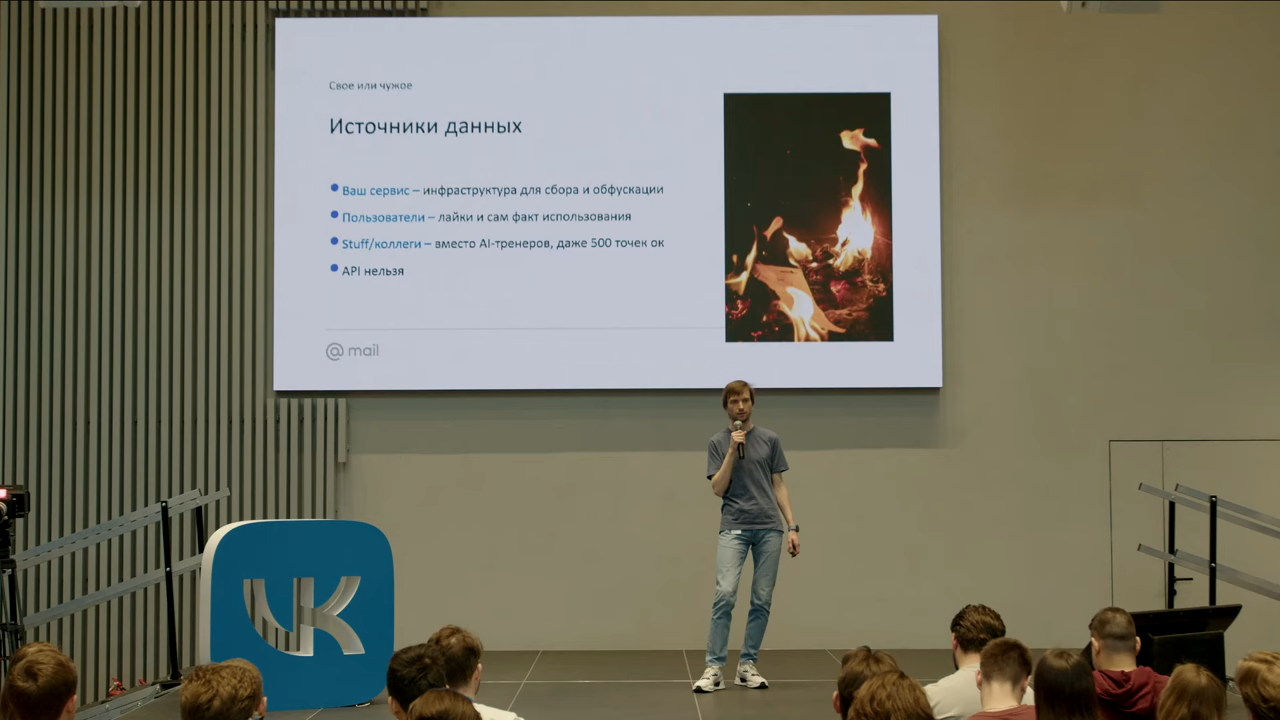 Свое или чужое
Источники данных
Ваш сервис – инфраструктура для сбора и обфускации
Пользователи – лайки и сам факт использования
Stuff/коллеги – вместо AI-тренеров, даже 500 точек ок
API нельзя
@mail
VK